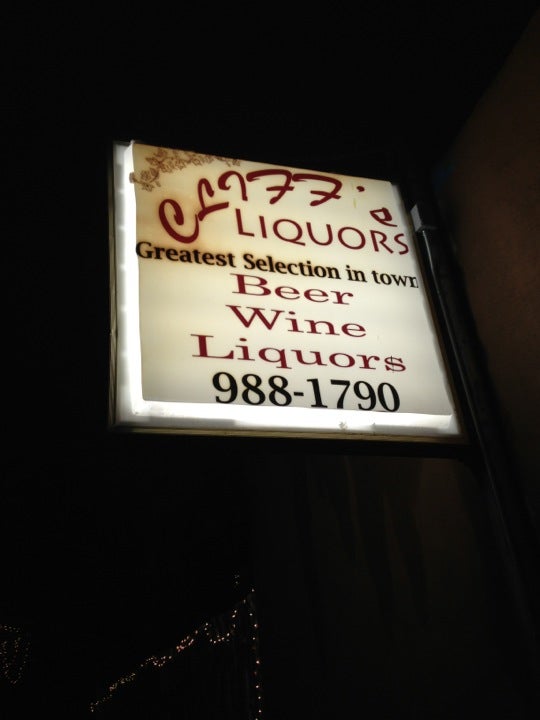 Cliff's
LIQUORS
Greatest Selection in town
Beer
Wine
Liquors
988-1790